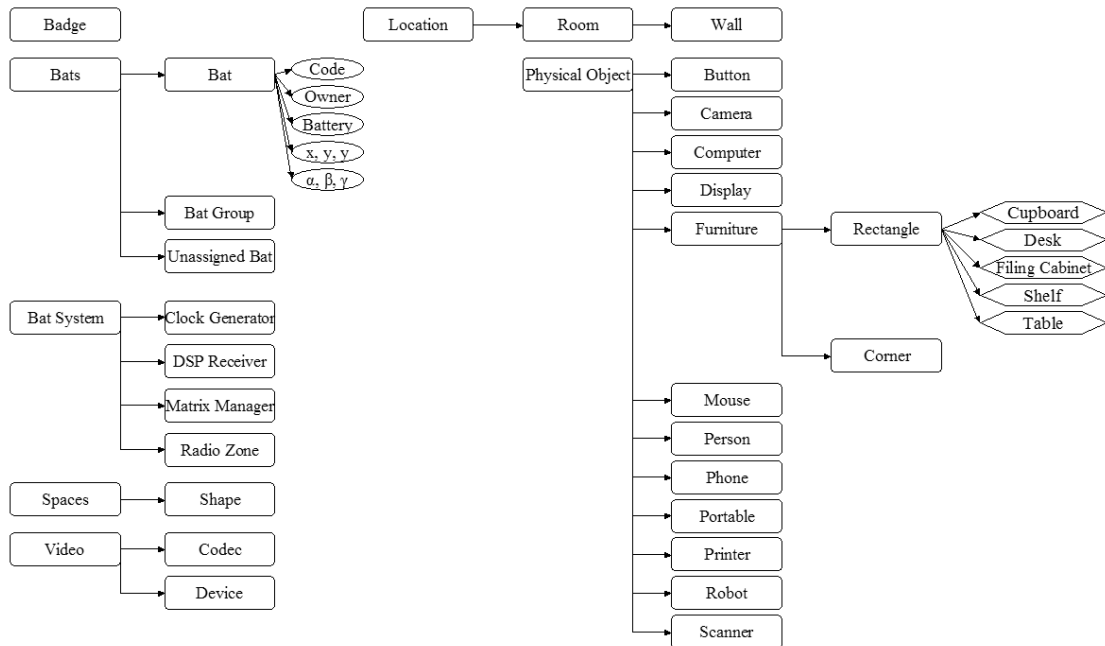 Badge
Location
Room
Wall
Bats
Bat
Code
Owner
Battery
x, y, y
α, β, γ
Bat Group
Unassigned Bat
Physical Object
Button
Camera
Computer
Display
Furniture
Rectangle
Cupboard
Desk
Filing Cabinet
Shelf
Table
Corner
Mouse
Person
Phone
Portable
Printer
Robot
Scanner
Bat System
Clock Generator
DSP Receiver
Matrix Manager
Radio Zone
Spaces
Shape
Video
Codec
Device